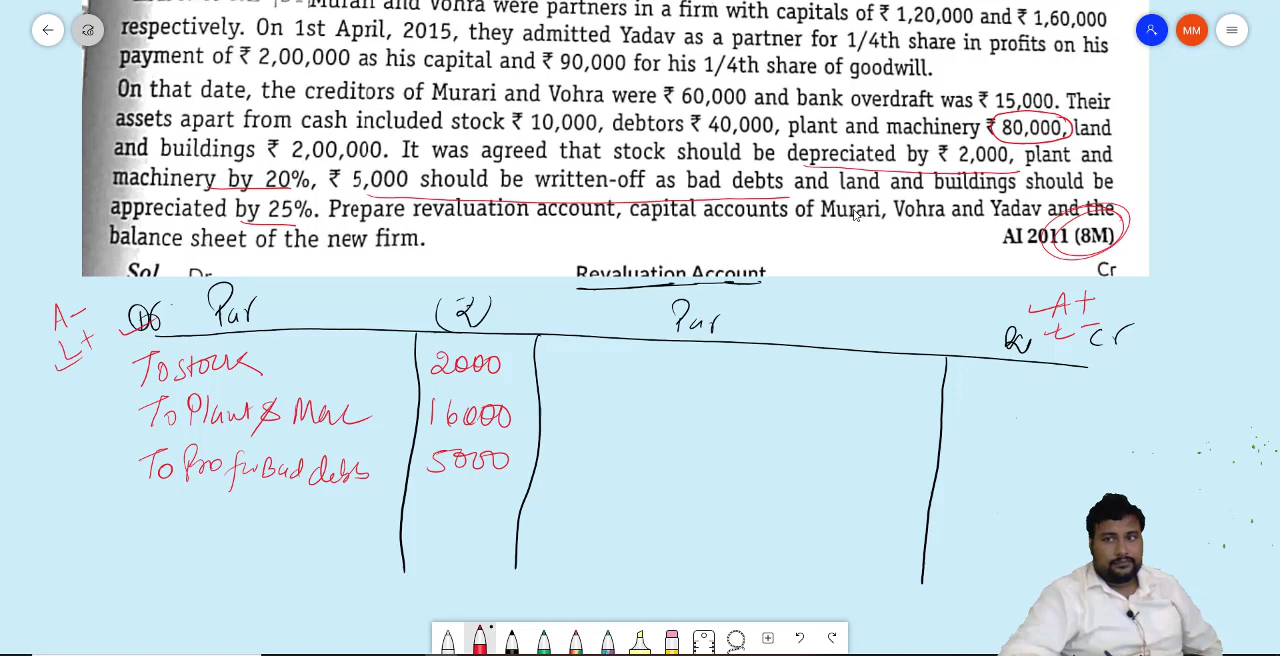 Murari and Vohra were partners in a firm with capitals of ₹ 1,20,000 and ₹ 1,60,000
respectively. On 1st April, 2015, they admitted Yadav as a partner for 1/4th share in profits on his
payment of ₹ 2,00,000 as his capital and ₹ 90,000 for his 1/4th share of goodwill.
On that date, the creditors of Murari and Vohra were ₹ 60,000 and bank overdraft was ₹ 15,000. Their
assets apart from cash included stock ₹ 10,000, debtors ₹ 40,000, plant and machinery ₹ 80,000, land
and buildings ₹ 2,00,000. It was agreed that stock should be depreciated by ₹ 2,000, plant and
machinery by 20%, ₹ 5,000 should be written-off as bad debts and land and buildings should be
appreciated by 25%. Prepare revaluation account, capital accounts of Murari, Vohra and Yadav and the
balance sheet of the new firm. AI 2011 (8M)
Sol Dr Revaluation Account Cr
A- Par (₹) Par A+
L+ L- Cr
To stock 2000
To Plant & Mac 16000
To Pro for Bad debts 5000
MM